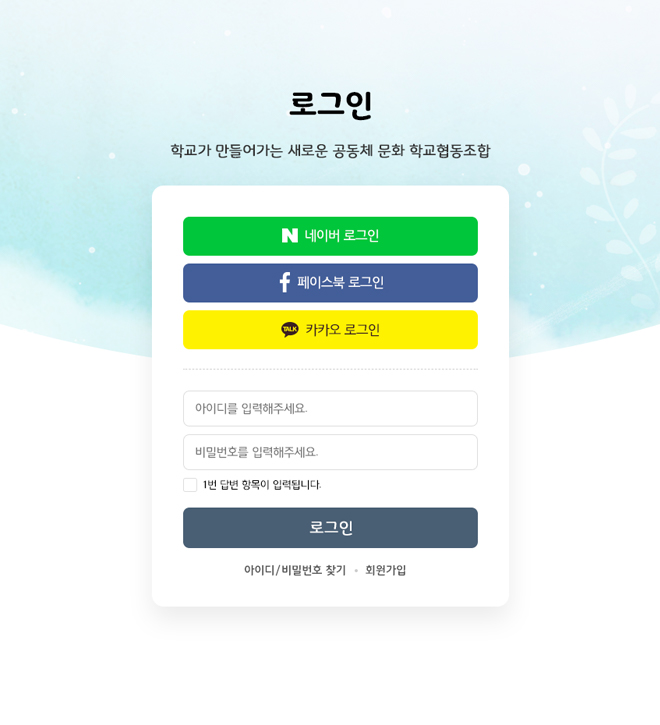 로그인
학교가 만들어가는 새로운 공동체 문화 학교협동조합
N 네이버 로그인
f 페이스북 로그인
TALK 카카오 로그인
아이디를 입력해주세요.
비밀번호를 입력해주세요.
1번 답변 항목이 입력됩니다.
로그인
아이디/비밀번호 찾기 • 회원가입